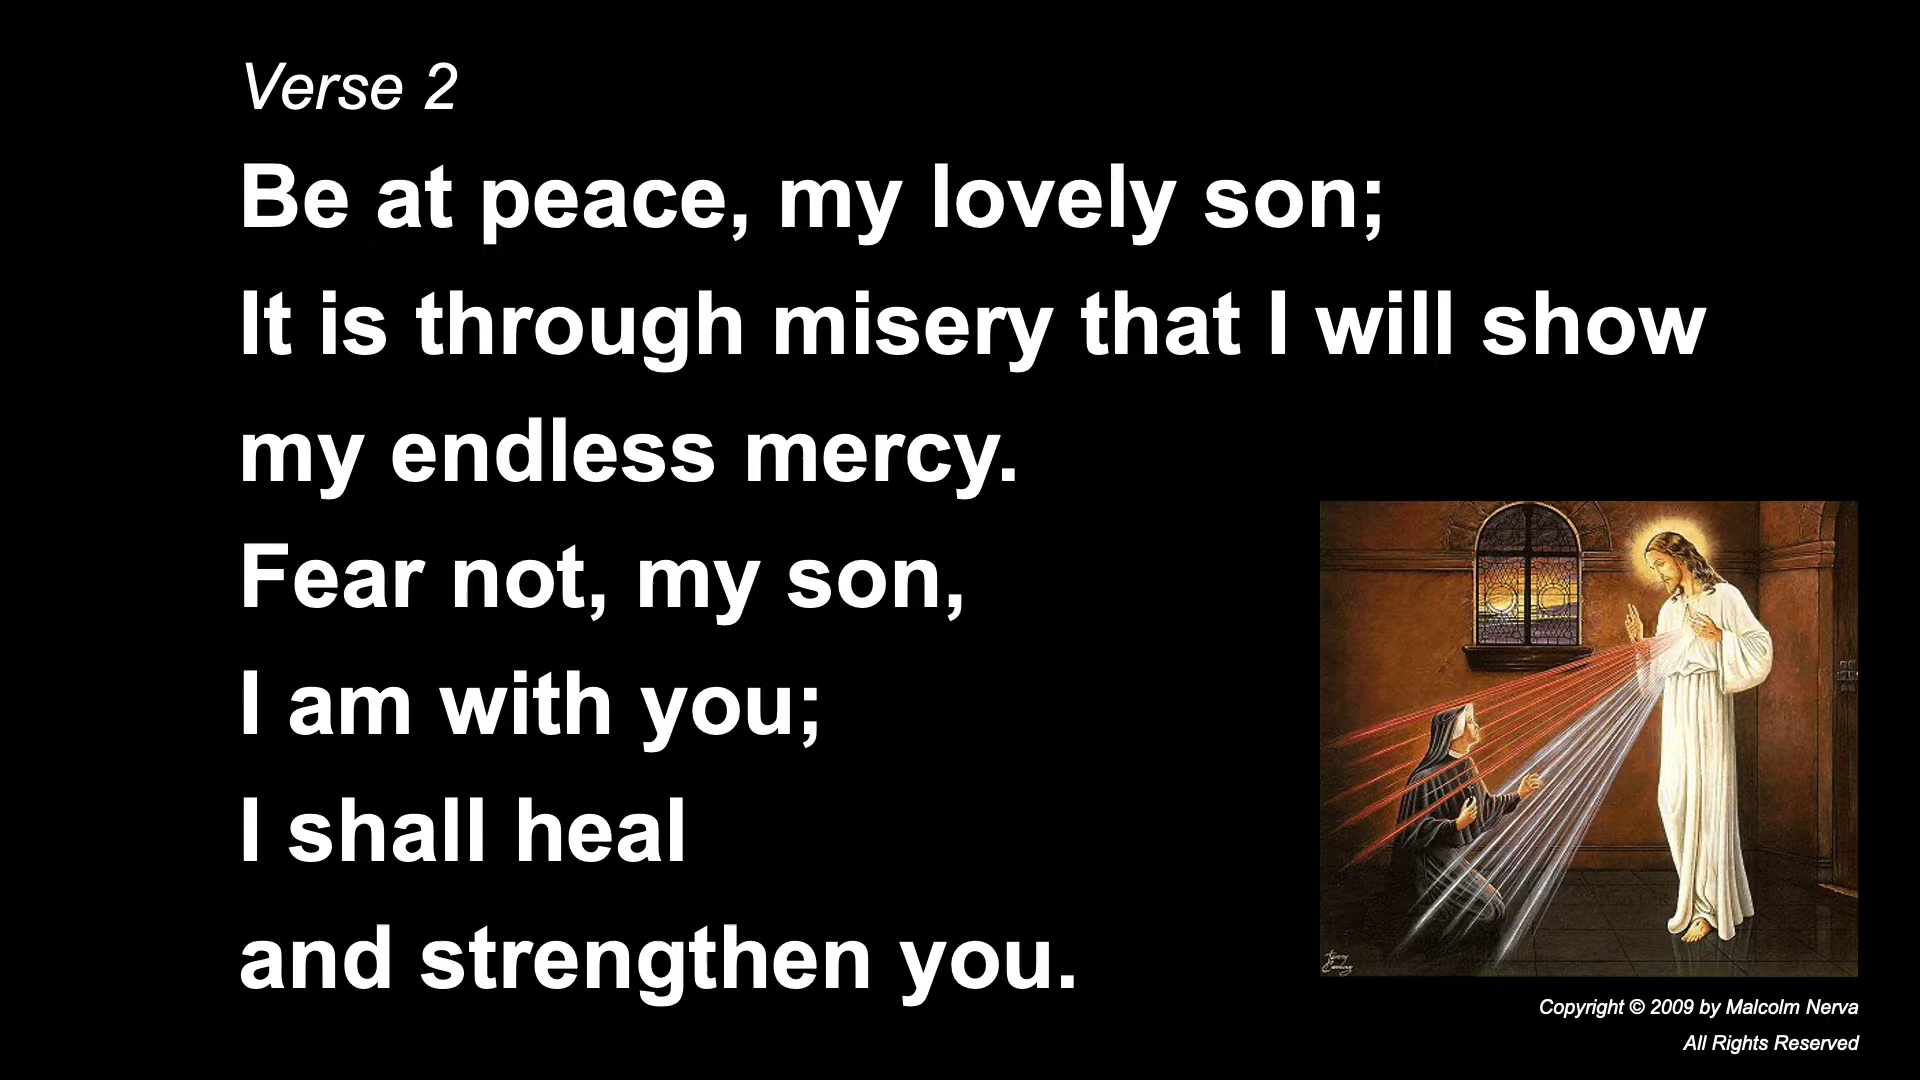 Verse 2
Be at peace, my lovely son;
It is through misery that I will show
my endless mercy.
Fear not, my son,
I am with you;
I shall heal
and strengthen you.
Copyright © 2009 by Malcolm Nerva
All Rights Reserved